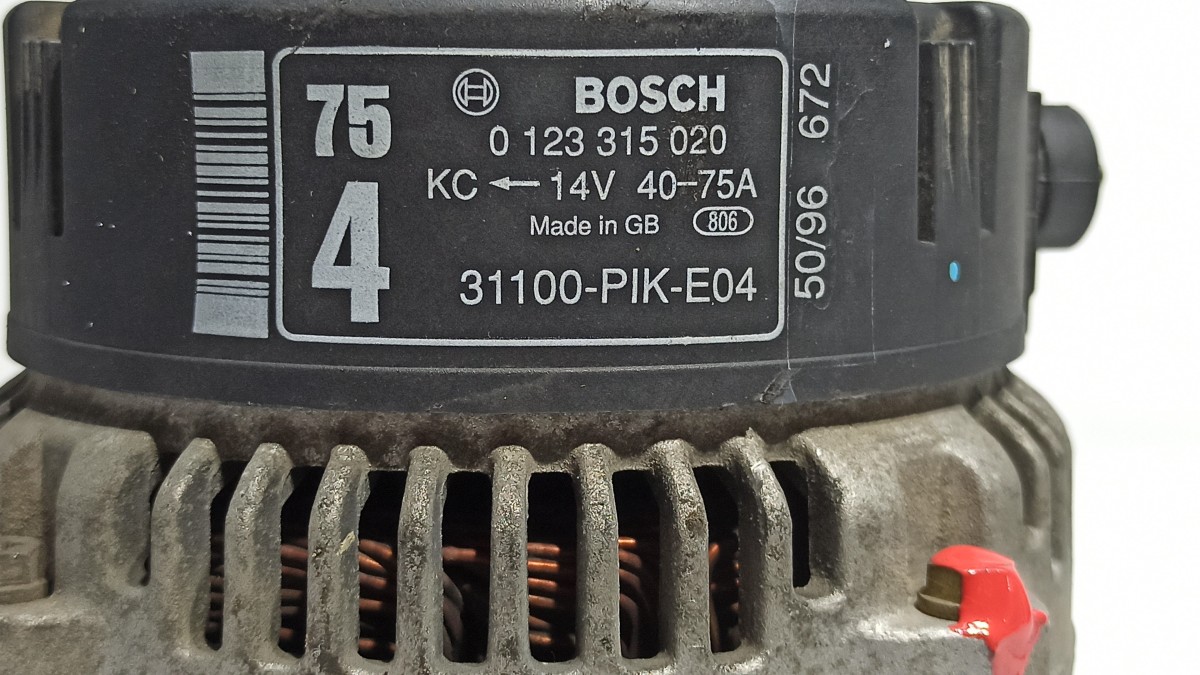 75
4
BOSCH
0 123 315 020
KC ← 14V 40-75A
Made in GB 806
31100-PIK-E04
50/96 672